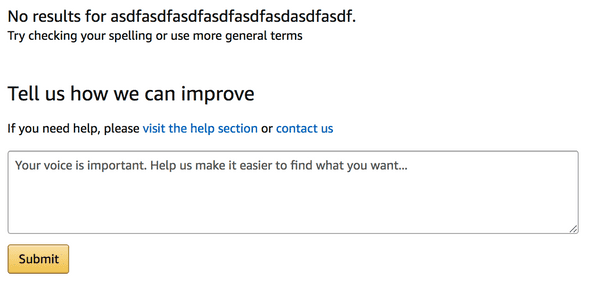 No results for asdfasdfasdfasdfasdfasdasdfasdf.
Try checking your spelling or use more general terms
Tell us how we can improve
If you need help, please visit the help section or contact us
Your voice is important. Help us make it easier to find what you want...
Submit